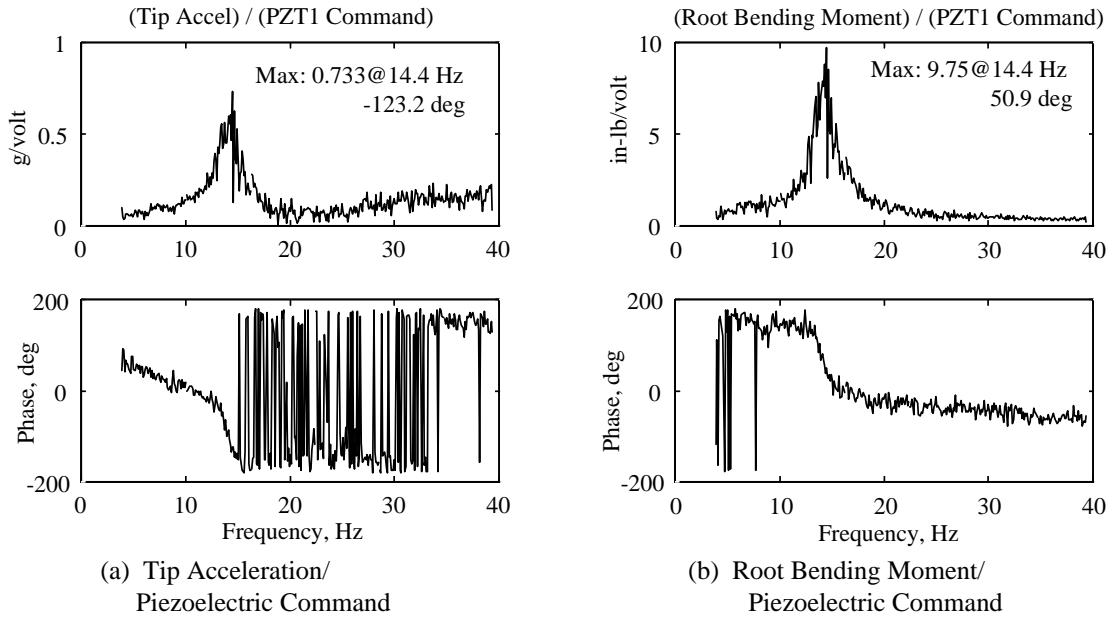 (Tip Accel) / (PZT1 Command)
1
0.5
0
g/volt
Max: 0.733@14.4 Hz
-123.2 deg
0 10 20 30 40
200
0
-200
Phase, deg
0 10 20 30 40
Frequency, Hz
(a) Tip Acceleration/
Piezoelectric Command
(Root Bending Moment) / (PZT1 Command)
10
5
0
in-lb/volt
Max: 9.75@14.4 Hz
50.9 deg
0 10 20 30 40
200
0
-200
Phase, deg
0 10 20 30 40
Frequency, Hz
(b) Root Bending Moment/
Piezoelectric Command